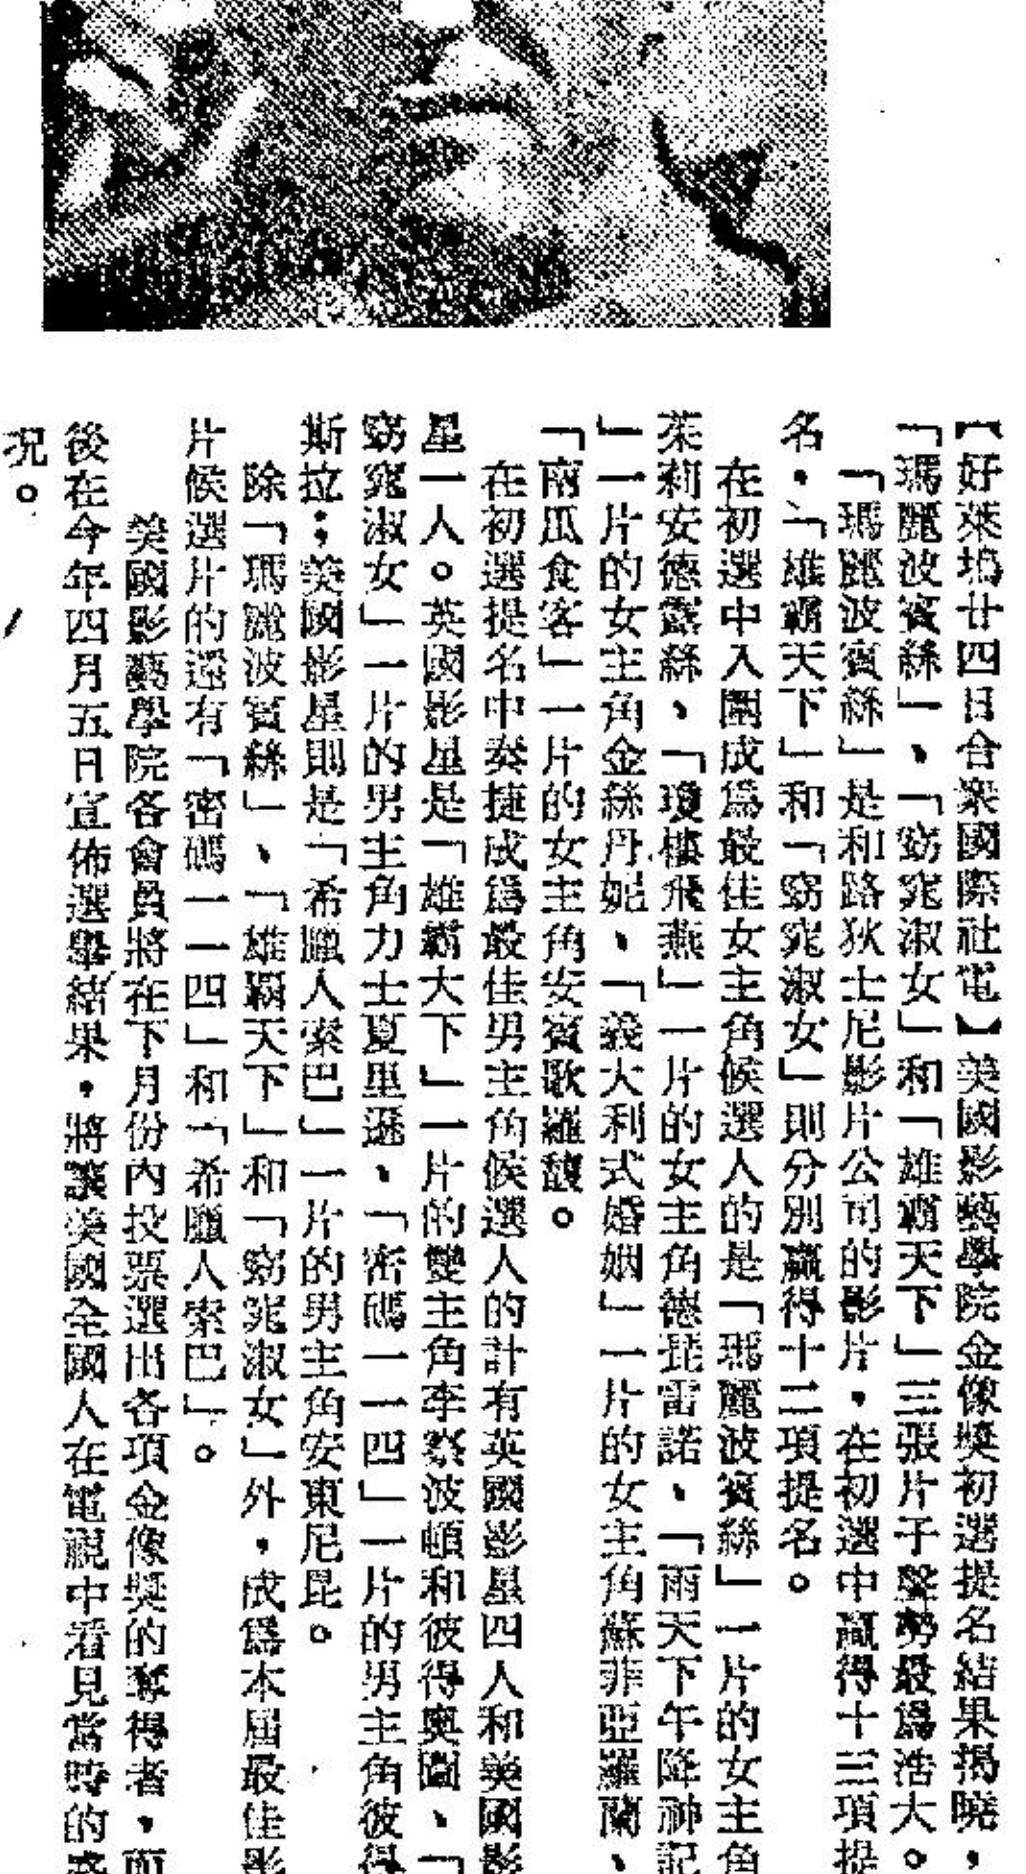 【好萊塢廿四日合衆國際社電】美國影藝學院金像獎初選提名結果揭曉，
「瑪麗波賓絲」、「窈窕淑女」和「雄霸天下」三張片子聲勢最爲浩大。
「瑪麗波賓絲」是和路狄士尼影片公司的影片，在初選中贏得十三項提
名，「雄霸天下」和「窈窕淑女」則分別贏得十二項提名。
在初選中入圍成爲最佳女主角候選人的是「瑪麗波賓絲」一片的女主角
茱莉安德露絲、「瓊樓飛燕」一片的女主角德菎雷諾、「雨天下午降神記
」一片的女主角金絲丹妮、「義大利式婚姻」一片的女主角蘇菲亞羅蘭、
「南瓜食客」一片的女主角安賓歌羅馥。
在初選提名中奏捷成爲最佳男主角候選人的計有英國影星四人和美國影
星一人。英國影星是「雄霸大下」一片的雙主角李察波頓和彼得奧圖、「
窈窕淑女」一片的男主角力士夏里遜、「密碼一一四」一片的男主角彼得
斯拉；美國影星則是「希臘人索巴」一片的男主角安東尼昆。
除「瑪麗波賓絲」、「雄霸天下」和「窈窕淑女」外，成爲本屆最佳影
片候選片的還有「密碼一一四」和「希臘人索巴」。
美國影藝學院各會員將在下月份內投票選出各項金像獎的奪得者，而
後在今年四月五日宣佈選舉結果，將讓美國全國人在電視中看見當時的盛
況。